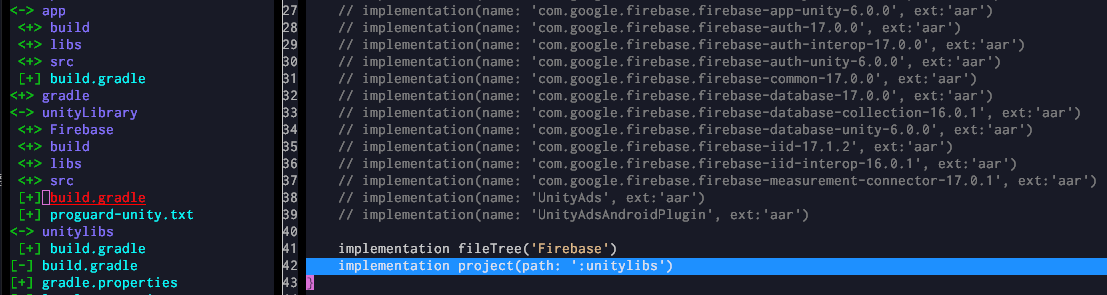 <-> app
<+> build
<+> libs
<+> src
[+] build.gradle
<+> gradle
<-> unityLibrary
<+> Firebase
<+> build
<+> libs
<+> src
[+] build.gradle
[+] proguard-unity.txt
<-> unitylibs
[+] build.gradle
[-] build.gradle
[+] gradle.properties
27 // implementation(name: 'com.google.firebase.firebase-app-unity-6.0.0', ext:'aar')
28 // implementation(name: 'com.google.firebase.firebase-auth-17.0.0', ext:'aar')
29 // implementation(name: 'com.google.firebase.firebase-auth-interop-17.0.0', ext:'aar')
30 // implementation(name: 'com.google.firebase.firebase-auth-unity-6.0.0', ext:'aar')
31 // implementation(name: 'com.google.firebase.firebase-common-17.0.0', ext:'aar')
32 // implementation(name: 'com.google.firebase.firebase-database-17.0.0', ext:'aar')
33 // implementation(name: 'com.google.firebase.firebase-database-collection-16.0.1', ext:'aar')
34 // implementation(name: 'com.google.firebase.firebase-database-unity-6.0.0', ext:'aar')
35 // implementation(name: 'com.google.firebase.firebase-iid-17.1.2', ext:'aar')
36 // implementation(name: 'com.google.firebase.firebase-iid-interop-16.0.1', ext:'aar')
37 // implementation(name: 'com.google.firebase.firebase-measurement-connector-17.0.1', ext:'aar')
38 // implementation(name: 'UnityAds', ext:'aar')
39 // implementation(name: 'UnityAdsAndroidPlugin', ext:'aar')
40
41 implementation fileTree('Firebase')
42 implementation project(path: ':unitylibs')
43 }